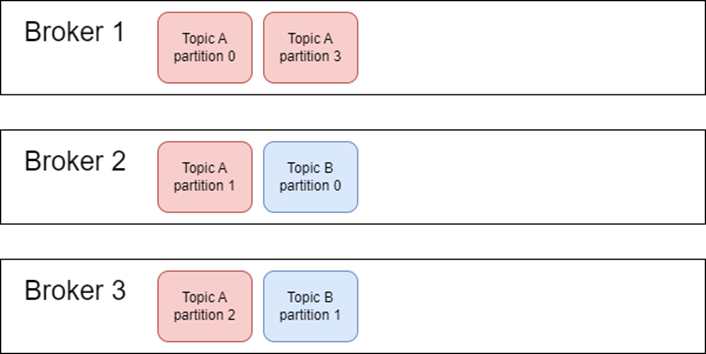 Broker 1
Topic A
partition 0
Topic A
partition 3
Broker 2
Topic A
partition 1
Topic B
partition 0
Broker 3
Topic A
partition 2
Topic B
partition 1